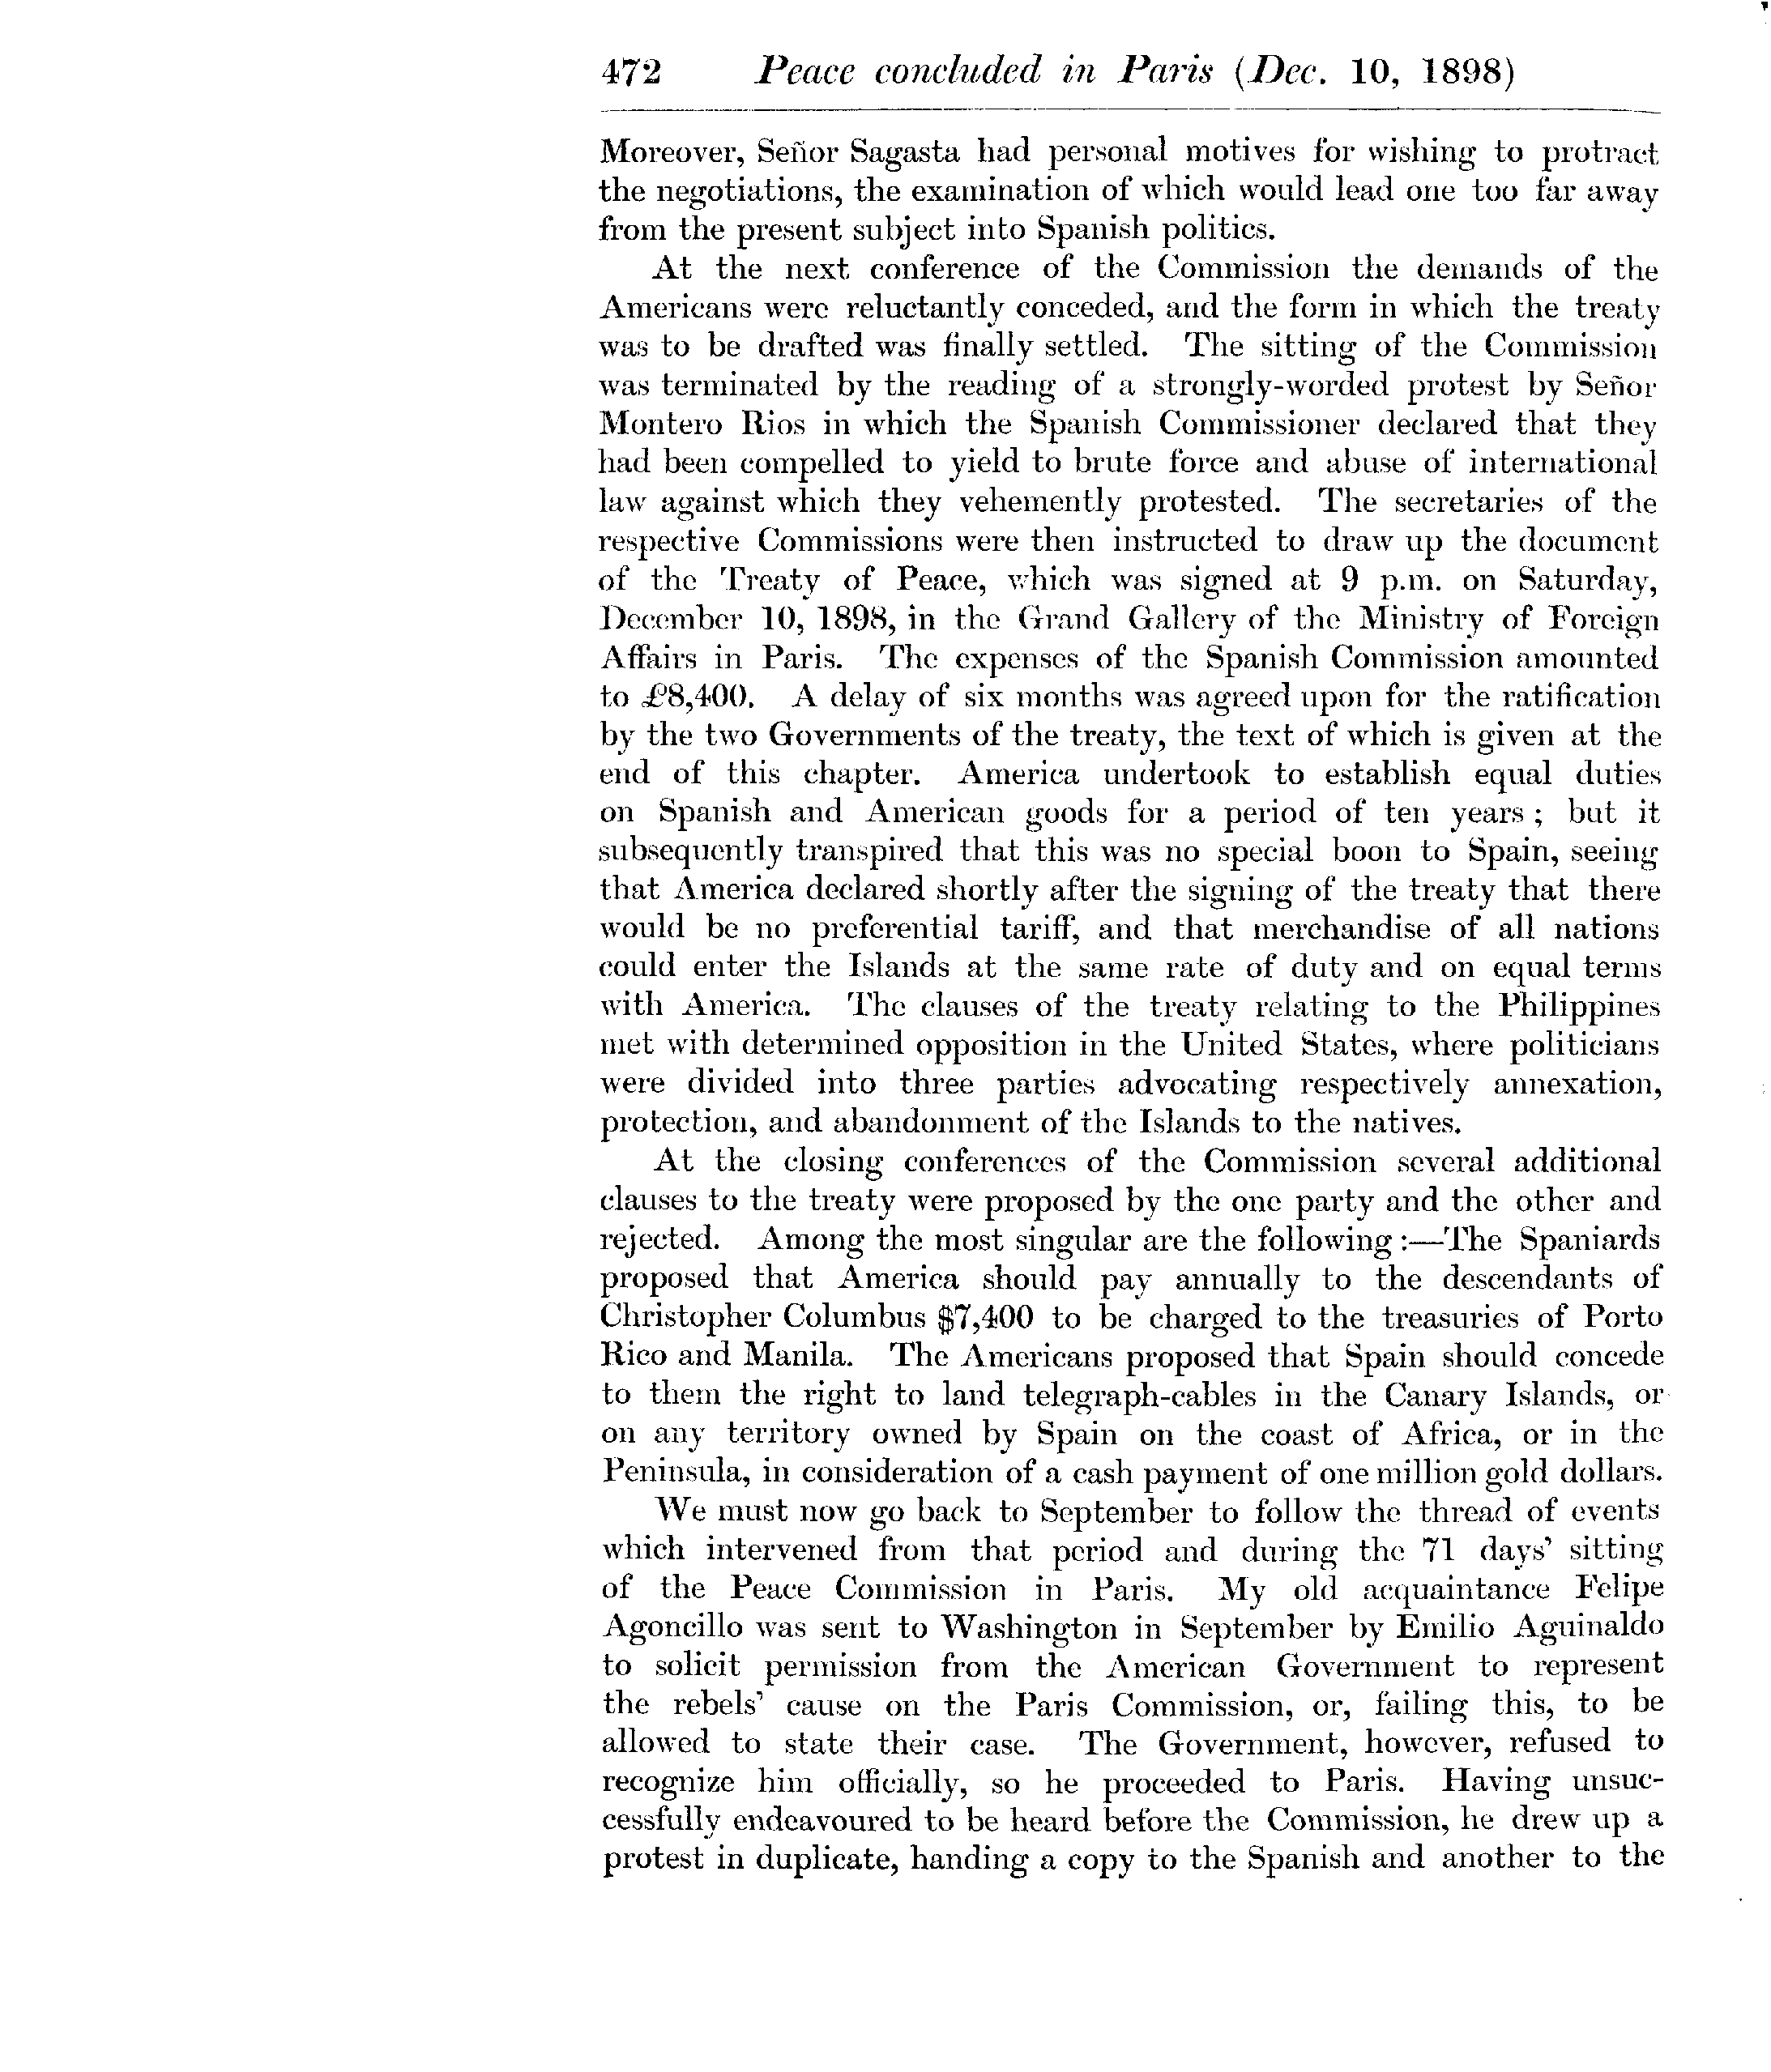 472 Peace concluded in Paris (Dec. 10, 1898)
Moreover, Señor Sagasta had personal motives for wishing to protract
the negotiations, the examination of which would lead one too far away
from the present subject into Spanish politics.
At the next conference of the Commission the demands of the
Americans were reluctantly conceded, and the form in which the treaty
was to be drafted was finally settled. The sitting of the Commission
was terminated by the reading of a strongly-worded protest by Señor
Montero Rios in which the Spanish Commissioner declared that they
had been compelled to yield to brute force and abuse of international
law against which they vehemently protested. The secretaries of the
respective Commissions were then instructed to draw up the document
of the Treaty of Peace, which was signed at 9 p.m. on Saturday,
December 10, 1898, in the Grand Gallery of the Ministry of Foreign
Affairs in Paris. The expenses of the Spanish Commission amounted
to £8,400. A delay of six months was agreed upon for the ratification
by the two Governments of the treaty, the text of which is given at the
end of this chapter. America undertook to establish equal duties
on Spanish and American goods for a period of ten years ; but it
subsequently transpired that this was no special boon to Spain, seeing
that America declared shortly after the signing of the treaty that there
would be no preferential tariff, and that merchandise of all nations
could enter the Islands at the same rate of duty and on equal terms
with America. The clauses of the treaty relating to the Philippines
met with determined opposition in the United States, where politicians
were divided into three parties advocating respectively annexation,
protection, and abandonment of the Islands to the natives.
At the closing conferences of the Commission several additional
clauses to the treaty were proposed by the one party and the other and
rejected. Among the most singular are the following :—The Spaniards
proposed that America should pay annually to the descendants of
Christopher Columbus $7,400 to be charged to the treasuries of Porto
Rico and Manila. The Americans proposed that Spain should concede
to them the right to land telegraph-cables in the Canary Islands, or
on any territory owned by Spain on the coast of Africa, or in the
Peninsula, in consideration of a cash payment of one million gold dollars.
We must now go back to September to follow the thread of events
which intervened from that period and during the 71 days' sitting
of the Peace Commission in Paris. My old acquaintance Felipe
Agoncillo was sent to Washington in September by Emilio Aguinaldo
to solicit permission from the American Government to represent
the rebels' cause on the Paris Commission, or, failing this, to be
allowed to state their case. The Government, however, refused to
recognize him officially, so he proceeded to Paris. Having unsuc-
cessfully endeavoured to be heard before the Commission, he drew up a
protest in duplicate, handing a copy to the Spanish and another to the